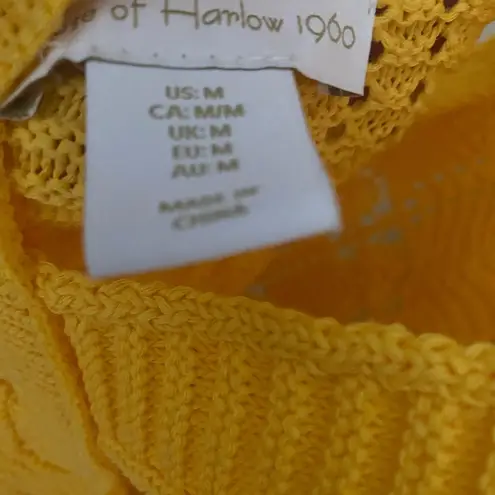 of Harlow 1960
US: M
CA: M/M
UK: M
EU: M
AU: M
MADE IN
CHINA